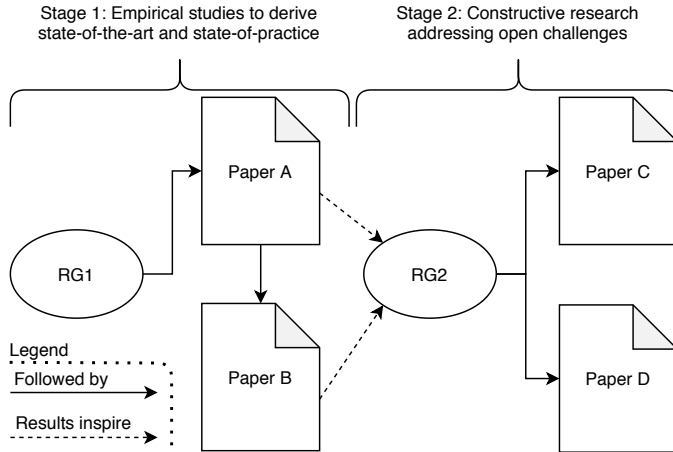 Stage 1: Empirical studies to derive
state-of-the-art and state-of-practice
Stage 2: Constructive research
addressing open challenges
Paper A
Paper C
RG1
RG2
Paper B
Paper D
Legend
Followed by
Results inspire